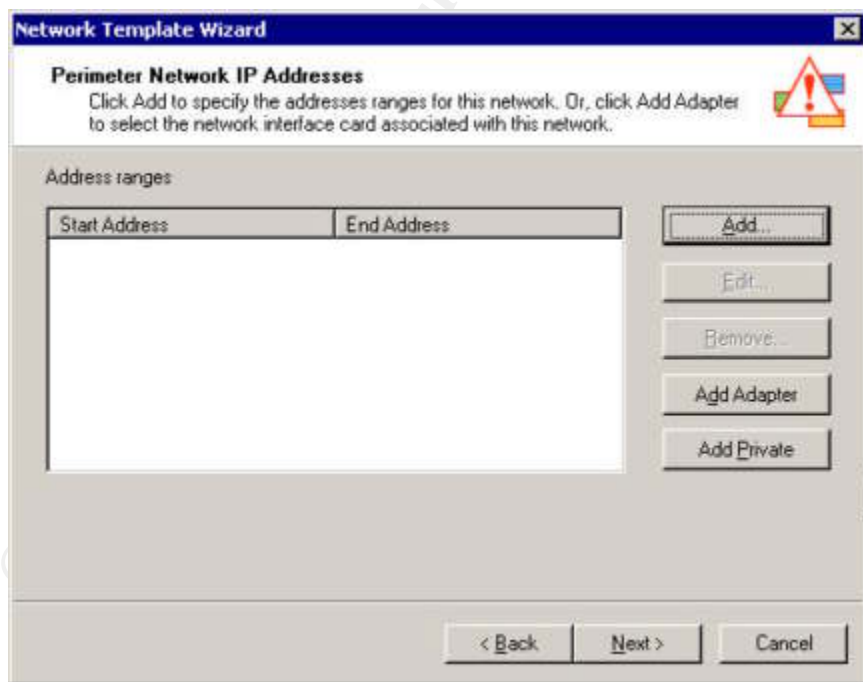 Network Template Wizard
Perimeter Network IP Addresses
Click Add to specify the addresses ranges for this network. Or, click Add Adapter
to select the network interface card associated with this network.
Address ranges
Start Address
End Address
Add...
Edit...
Remove...
Add Adapter
Add Private
< Back
Next >
Cancel